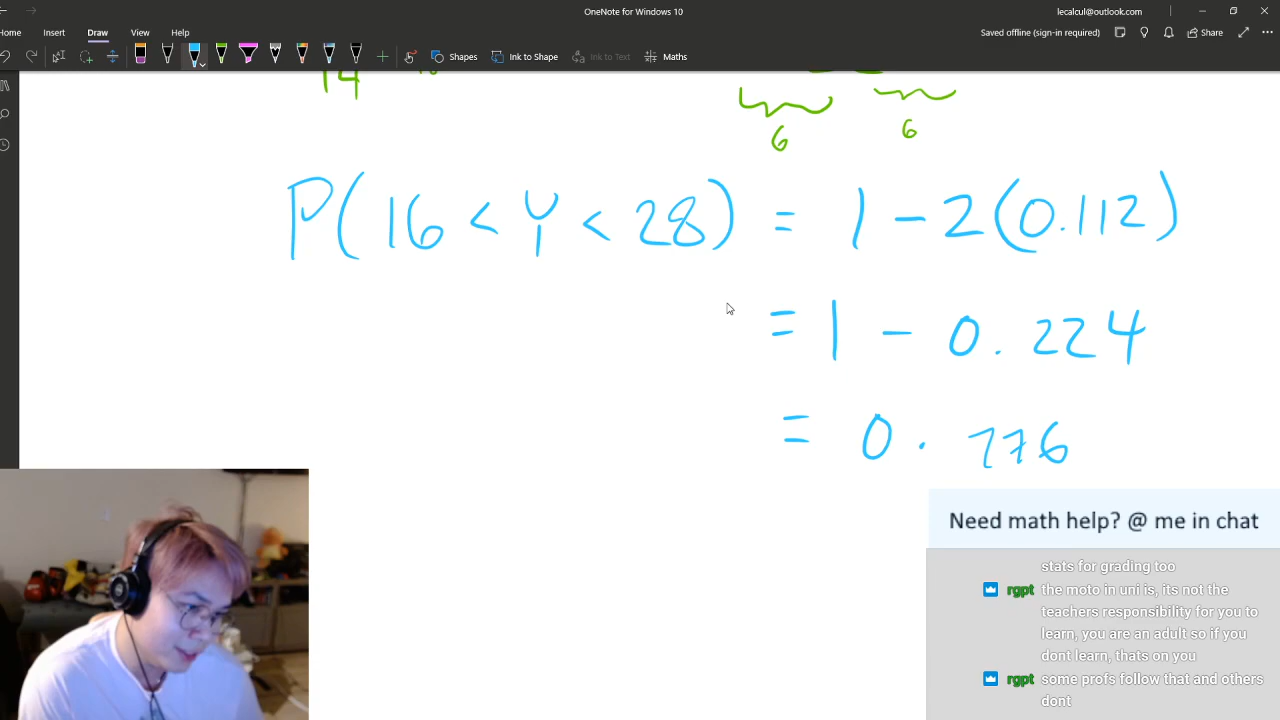 OneNote for Windows 10
lecalcul@outlook.com
Home Insert Draw View Help
Saved offline (sign-in required) Share
Shapes Ink to Shape Ink to Text Maths
14
6 6
P(16 < Y < 28) = 1 - 2(0.112)
= 1 - 0.224
= 0.776
Need math help? @ me in chat
stats for grading too
rgpt the moto in uni is, its not the
teachers responsibility for you to
learn, you are an adult so if you
dont learn, thats on you
rgpt some profs follow that and others
dont